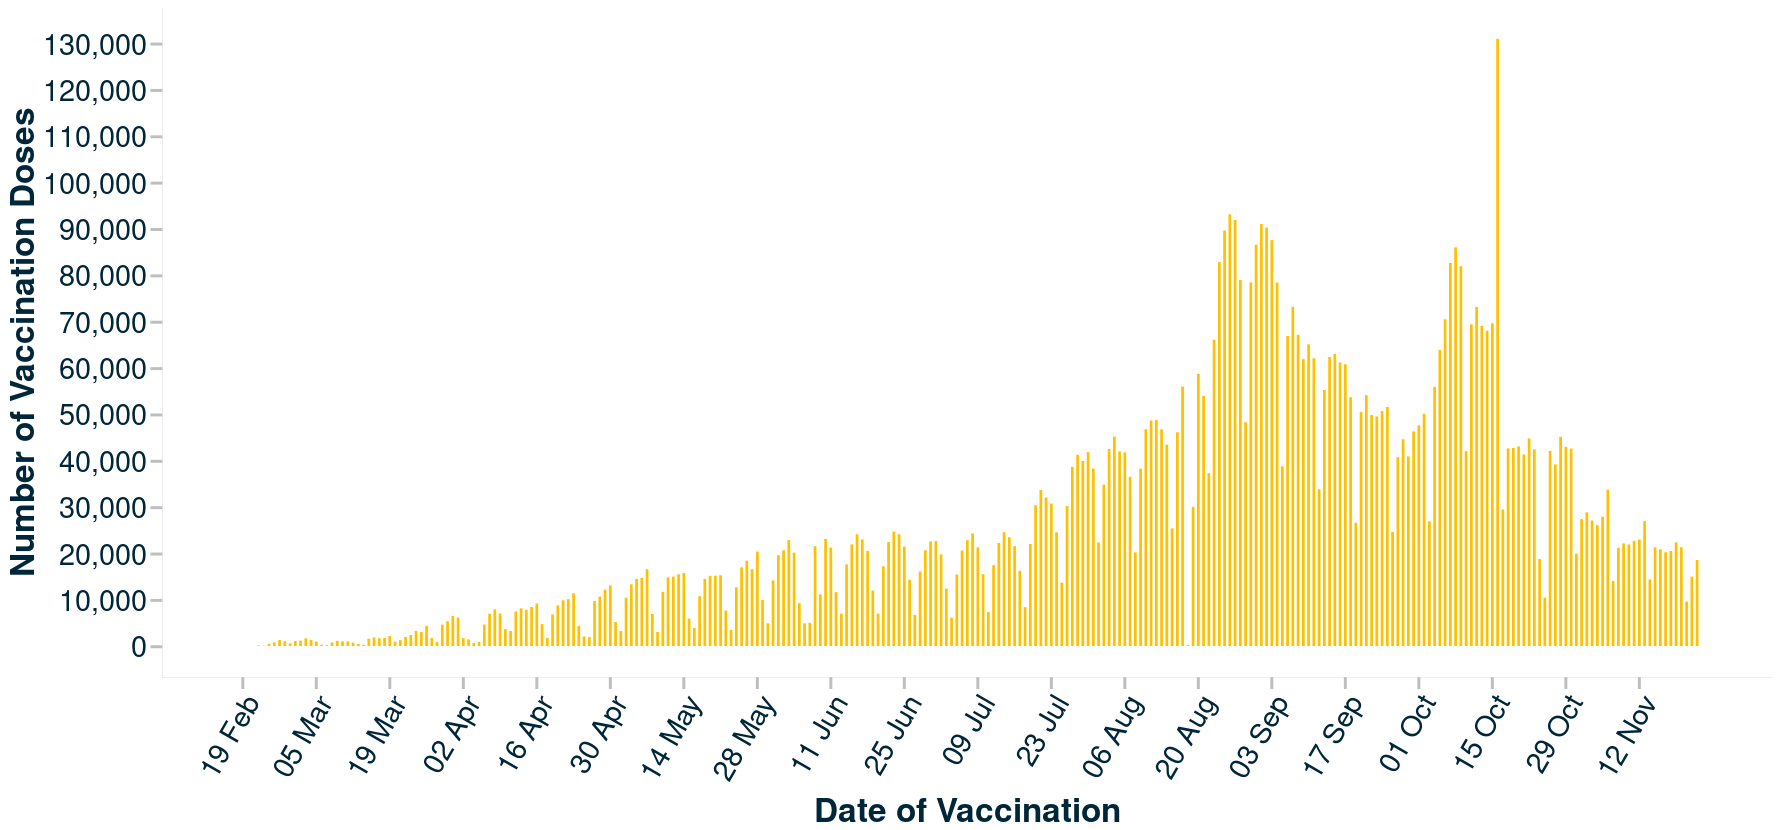 Number of Vaccination Doses
130,000
120,000
110,000
100,000
90,000
80,000
70,000
60,000
50,000
40,000
30,000
20,000
10,000
0
19 Feb
05 Mar
19 Mar
02 Apr
16 Apr
30 Apr
14 May
28 May
11 Jun
25 Jun
09 Jul
23 Jul
06 Aug
20 Aug
03 Sep
17 Sep
01 Oct
15 Oct
29 Oct
12 Nov
Date of Vaccination